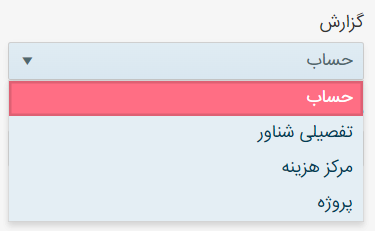 گزارش
حساب
حساب
تفصیلی شناور
مرکز هزینه
پروژه